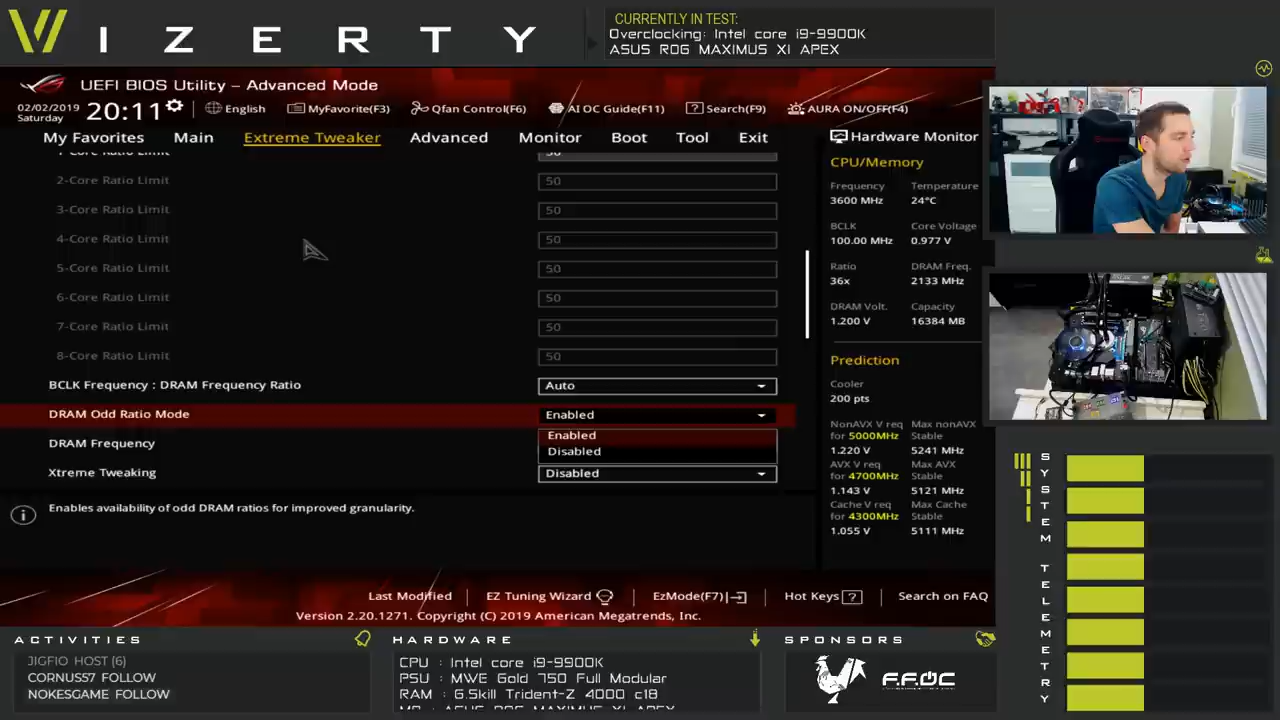 WIZERTY
CURRENTLY IN TEST:
Overclocking: Intel core i9-9900K
ASUS ROG MAXIMUS XI APEX
UEFI BIOS Utility – Advanced Mode
02/02/2019
Saturday
20:11
English
MyFavorite(F3)
Qfan Control(F6)
AI OC Guide(F11)
Search(F9)
AURA ON/OFF(F4)
My Favorites
Main
Extreme Tweaker
Advanced
Monitor
Boot
Tool
Exit
1-Core Ratio Limit
2-Core Ratio Limit 50
3-Core Ratio Limit 50
4-Core Ratio Limit 50
5-Core Ratio Limit 50
6-Core Ratio Limit 50
7-Core Ratio Limit 50
8-Core Ratio Limit 50
BCLK Frequency : DRAM Frequency Ratio Auto
DRAM Odd Ratio Mode Enabled
Enabled
DRAM Frequency
Disabled
Xtreme Tweaking Disabled
Enables availability of odd DRAM ratios for improved granularity.
Hardware Monitor
CPU/Memory
Frequency Temperature
3600 MHz 24°C
BCLK Core Voltage
100.00 MHz 0.977 V
Ratio DRAM Freq.
36x 2133 MHz
DRAM Volt. Capacity
1.200 V 16384 MB
Prediction
Cooler
200 pts
NonAVX V req Max nonAVX
for 5000MHz Stable
1.220 V 5241 MHz
AVX V req Max AVX
for 4700MHz Stable
1.143 V 5121 MHz
Cache V req Max Cache
for 4300MHz Stable
1.055 V 5111 MHz
Last Modified
EZ Tuning Wizard
EzMode(F7)
Hot Keys ?
Search on FAQ
Version 2.20.1271. Copyright (C) 2019 American Megatrends, Inc.
SYSTEM TELEMETRY
ACTIVITIES
JIGFIO HOST (6)
CORNUS57 FOLLOW
NOKESGAME FOLLOW
HARDWARE
CPU : Intel core i9-9900K
PSU : MWE Gold 750 Full Modular
RAM : G.Skill Trident-Z 4000 c18
MB : ASUS ROG MAXIMUS XI APEX
SPONSORS
F.F.OC